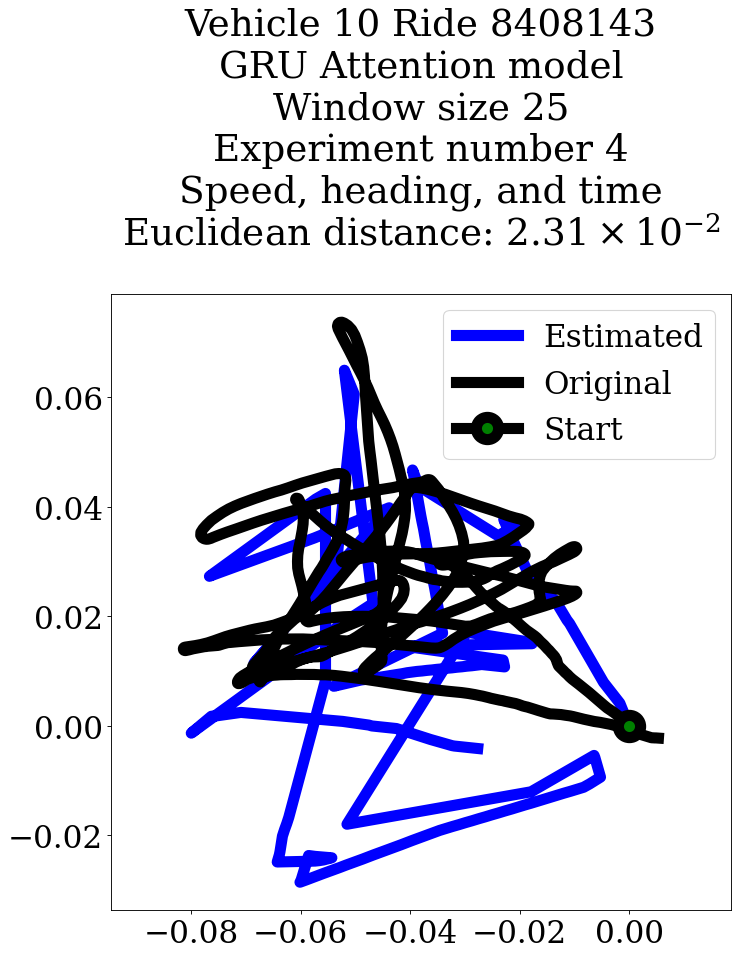 Vehicle 10 Ride 8408143
GRU Attention model
Window size 25
Experiment number 4
Speed, heading, and time
Euclidean distance: 2.31 × 10⁻²
Estimated
Original
Start
0.06
0.04
0.02
0.00
−0.02
−0.08 −0.06 −0.04 −0.02 0.00